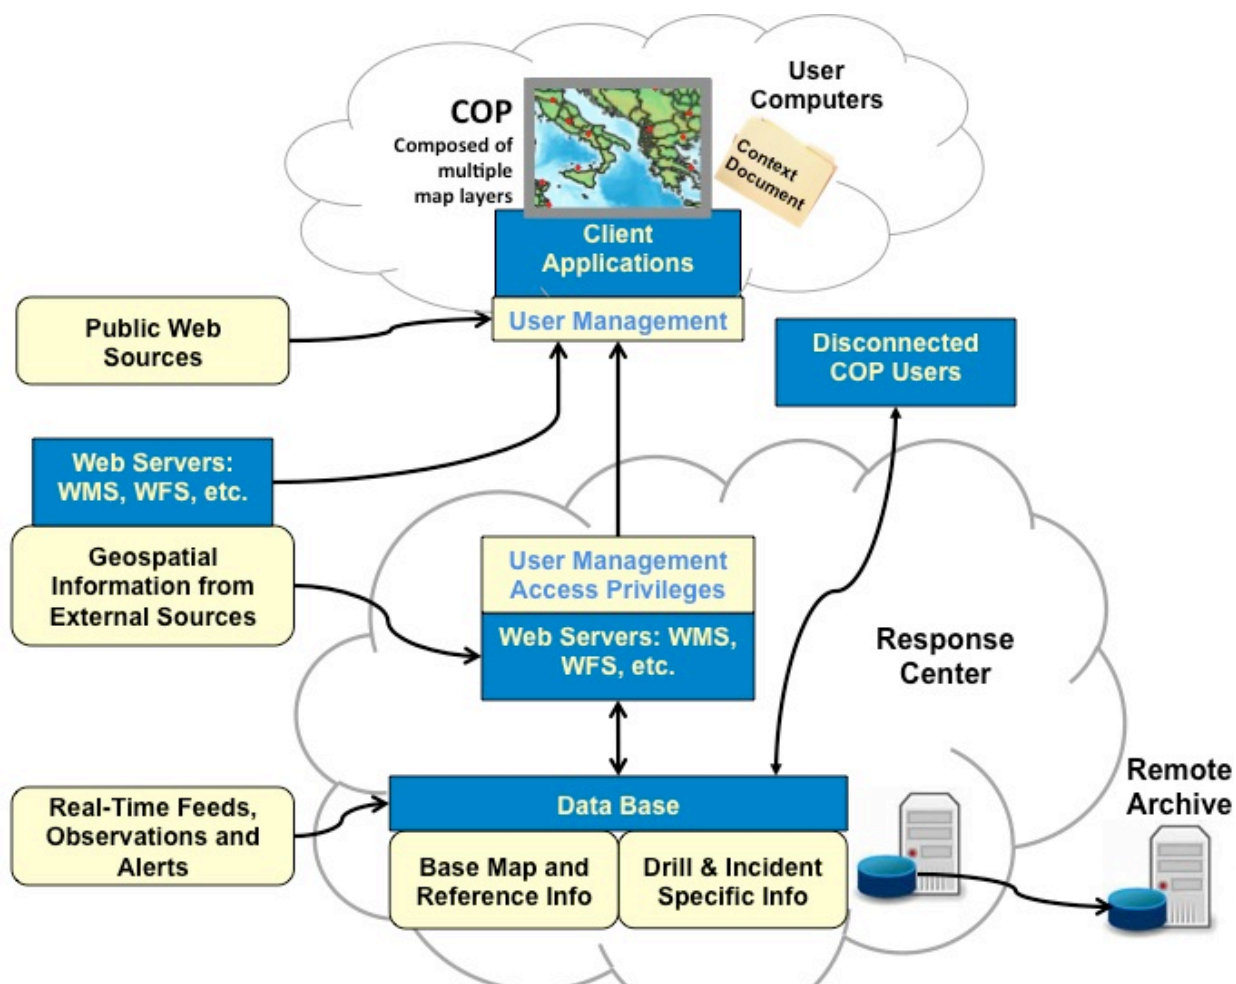 User
Computers
COP
Composed of
multiple
map layers
Context
Document
Client
Applications
User Management
Public Web
Sources
Disconnected
COP Users
Web Servers:
WMS, WFS, etc.
Geospatial
Information from
External Sources
User Management
Access Privileges
Web Servers: WMS,
WFS, etc.
Response
Center
Real-Time Feeds,
Observations and
Alerts
Data Base
Base Map and
Reference Info
Drill & Incident
Specific Info
Remote
Archive